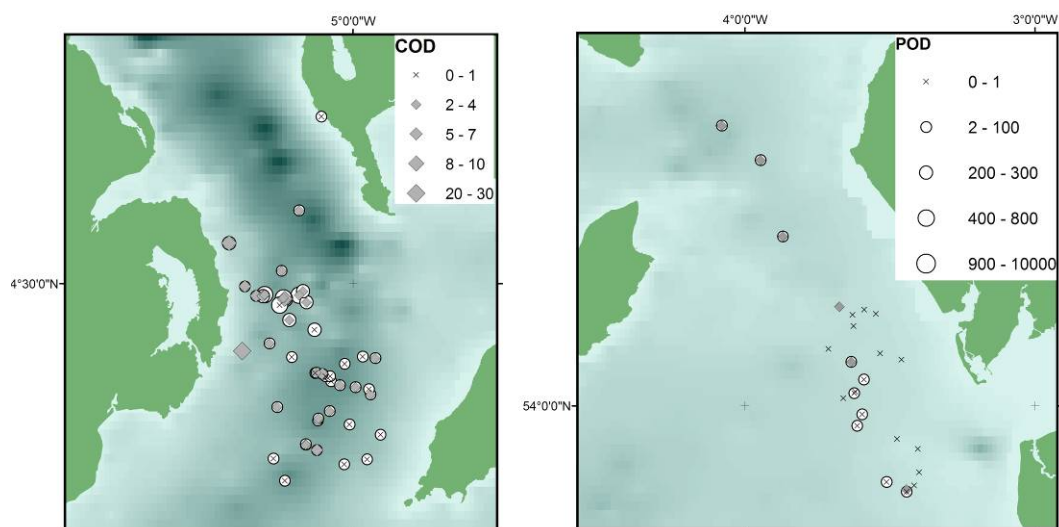 5°0'0"W
COD
0 - 1
2 - 4
5 - 7
8 - 10
20 - 30
4°30'0"N
4°0'0"W
3°0'0"W
POD
0 - 1
2 - 100
200 - 300
400 - 800
900 - 10000
54°0'0"N